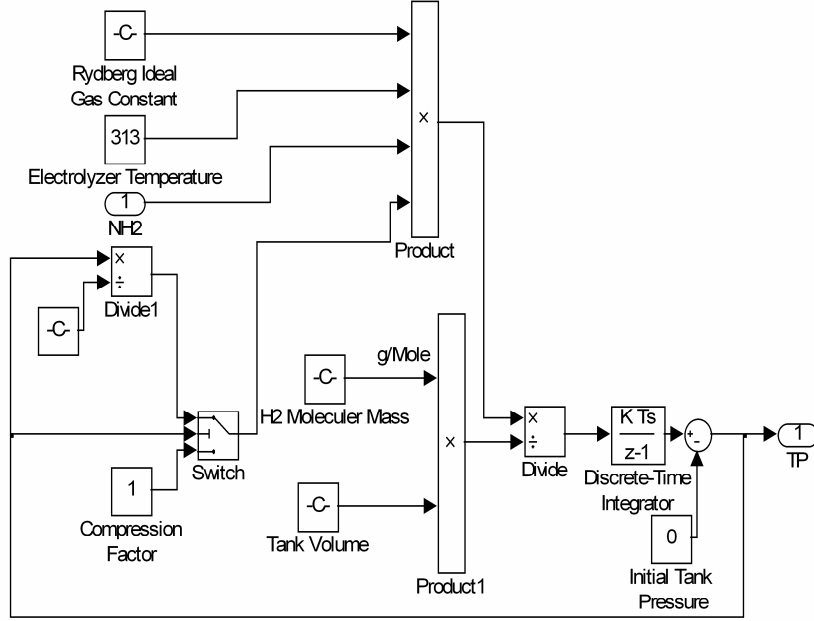 -C-
Rydberg Ideal
Gas Constant
313
Electrolyzer Temperature
1
NH2
×
Product
×
÷
Divide1
-C-
g/Mole
-C-
H2 Moleculer Mass
Switch
1
Compression
Factor
-C-
Tank Volume
×
Product1
×
÷
Divide
K Ts
z-1
Discrete-Time
Integrator
+
-
1
TP
0
Initial Tank
Pressure